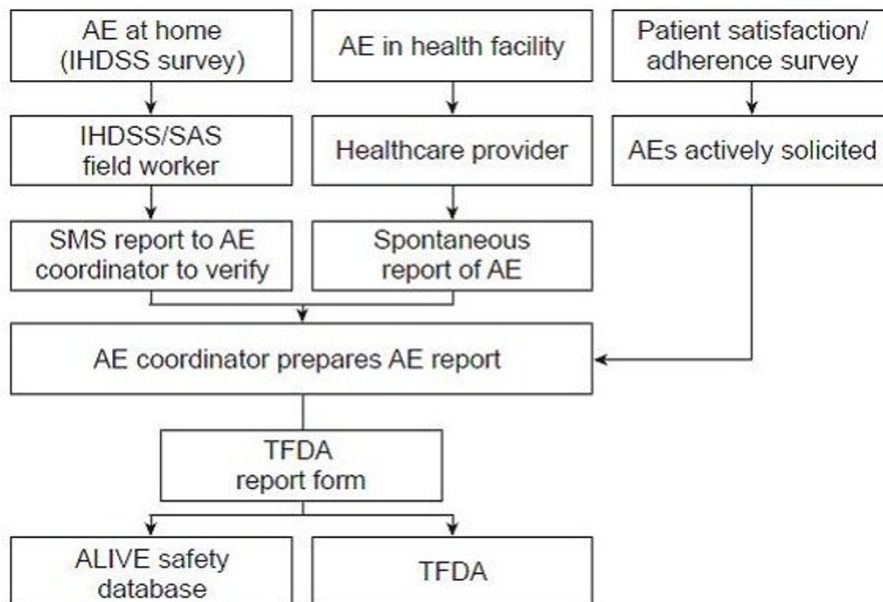 AE at home
(IHDSS survey)
AE in health facility
Patient satisfaction/
adherence survey
IHDSS/SAS
field worker
Healthcare provider
AEs actively solicited
SMS report to AE
coordinator to verify
Spontaneous
report of AE
AE coordinator prepares AE report
TFDA
report form
ALIVE safety
database
TFDA